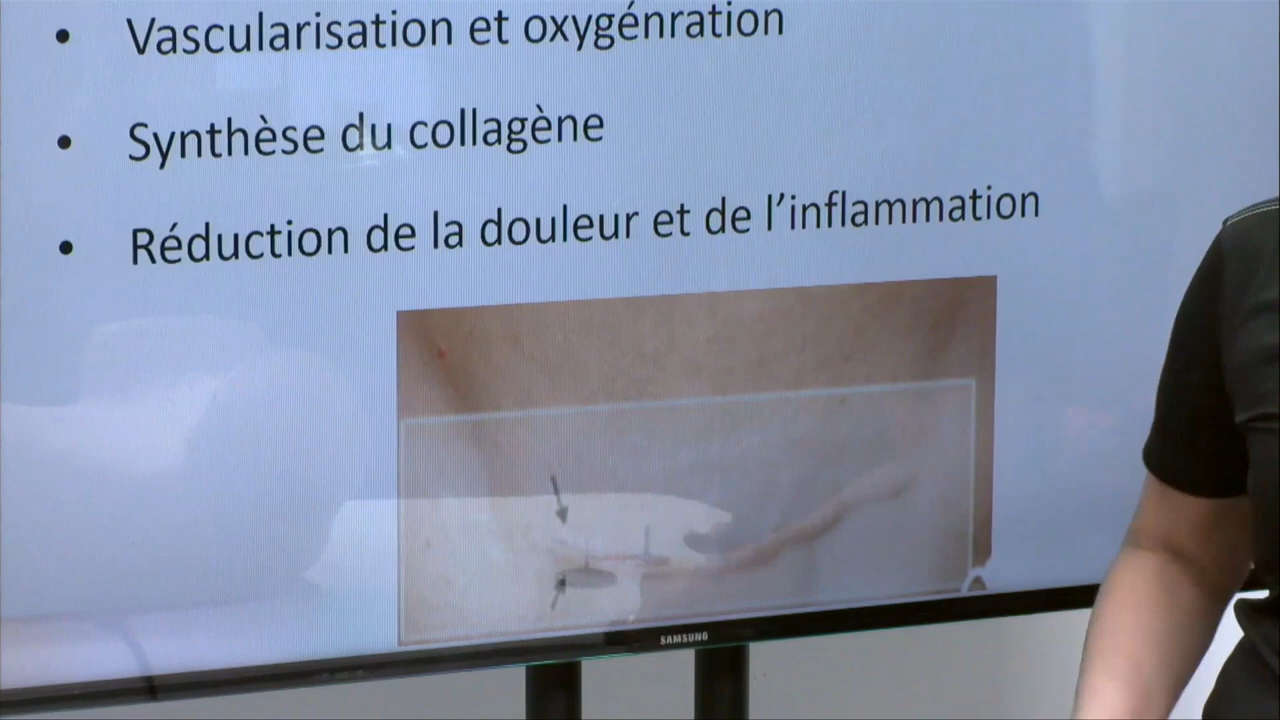 • Vascularisation et oxygénration
• Synthèse du collagène
• Réduction de la douleur et de l'inflammation
SAMSUNG